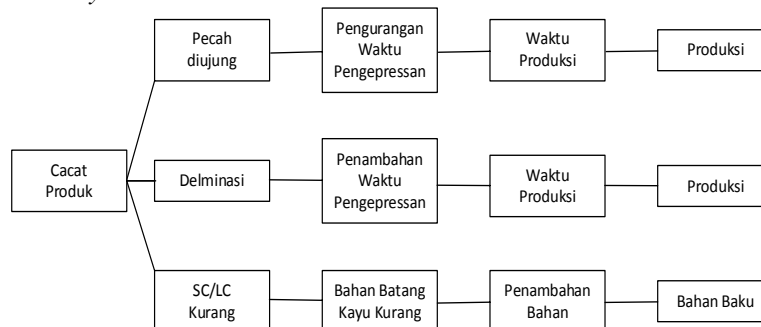 Pecah
diujung
Pengurangan
Waktu
Pengepressan
Waktu
Produksi
Produksi
Cacat
Produk
Delminasi
Penambahan
Waktu
Pengepressan
Waktu
Produksi
Produksi
SC/LC
Kurang
Bahan Batang
Kayu Kurang
Penambahan
Bahan
Bahan Baku